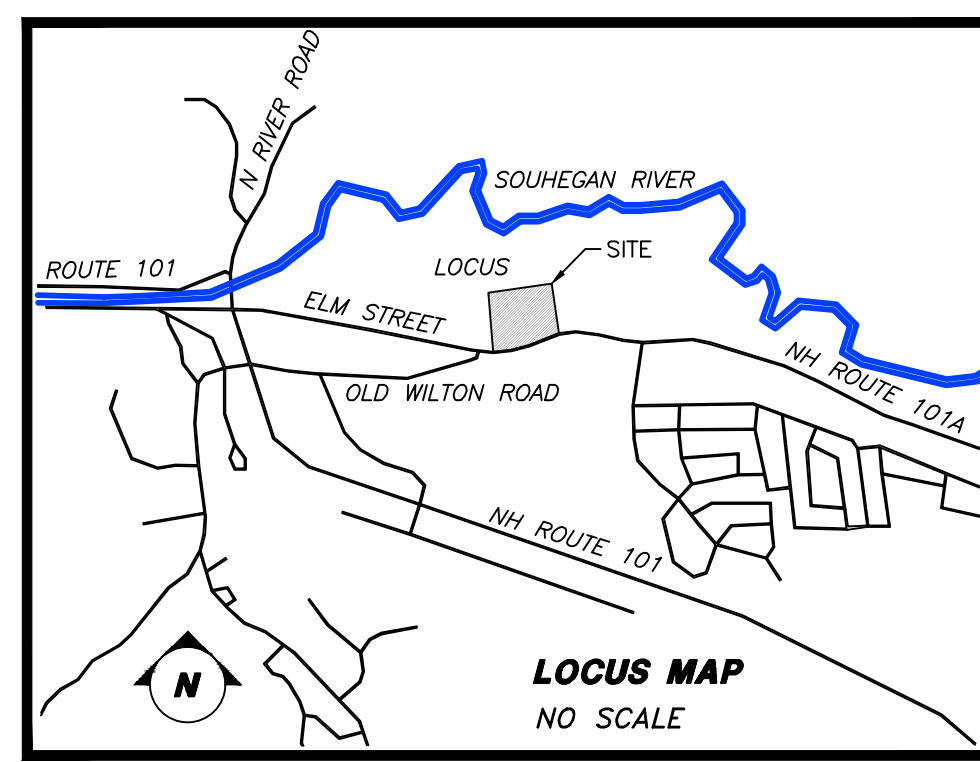 N RIVER ROAD
SOUHEGAN RIVER
SITE
ROUTE 101
LOCUS
ELM STREET
NH ROUTE 101A
OLD WILTON ROAD
NH ROUTE 101
LOCUS MAP
N
NO SCALE